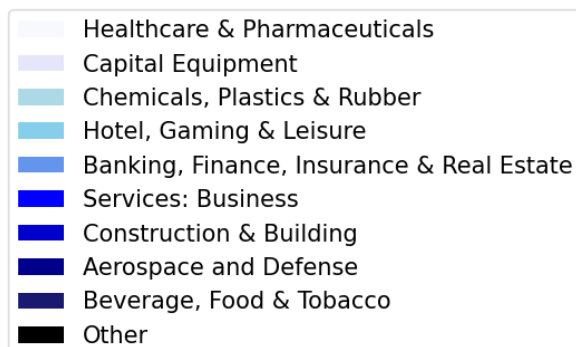 Healthcare & Pharmaceuticals
Capital Equipment
Chemicals, Plastics & Rubber
Hotel, Gaming & Leisure
Banking, Finance, Insurance & Real Estate
Services: Business
Construction & Building
Aerospace and Defense
Beverage, Food & Tobacco
Other